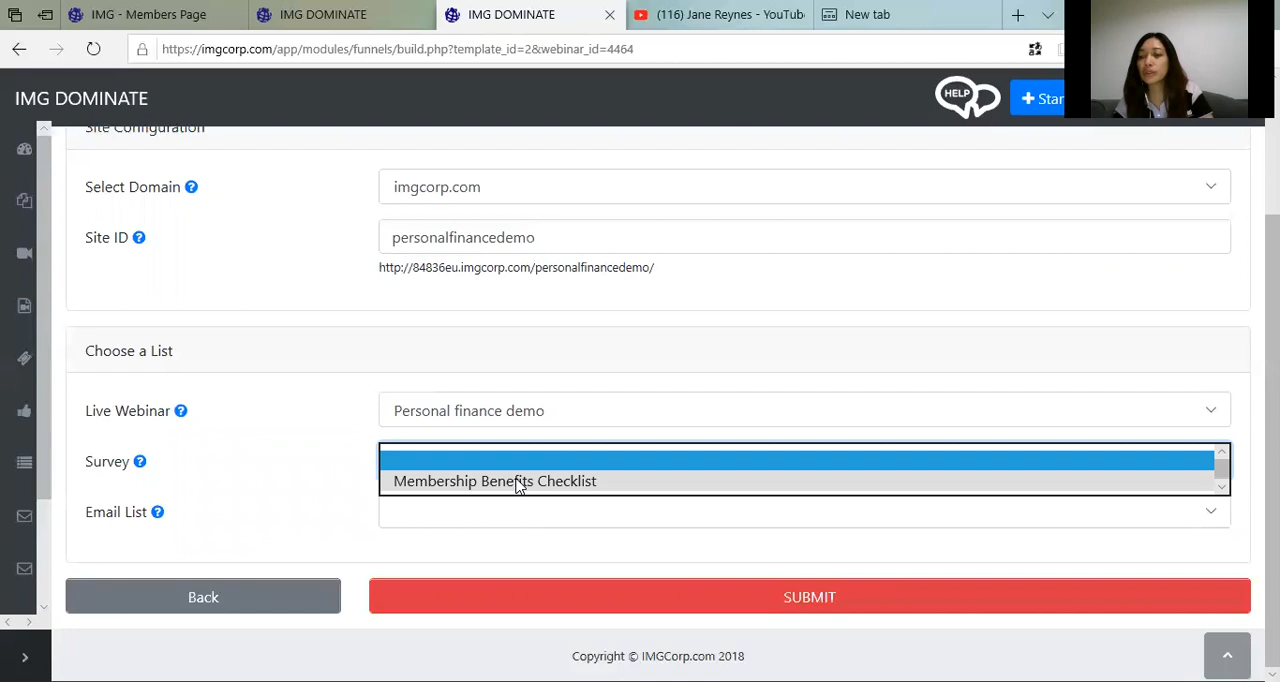 IMG - Members Page
IMG DOMINATE
IMG DOMINATE
(116) Jane Reynes - YouTub
New tab
https://imgcorp.com/app/modules/funnels/build.php?template_id=2&webinar_id=4464
IMG DOMINATE
HELP
Star
Site Configuration
Select Domain
imgcorp.com
Site ID
personalfinancedemo
http://84836eu.imgcorp.com/personalfinancedemo/
Choose a List
Live Webinar
Personal finance demo
Survey
Membership Benefits Checklist
Email List
Back
SUBMIT
Copyright © IMGCorp.com 2018